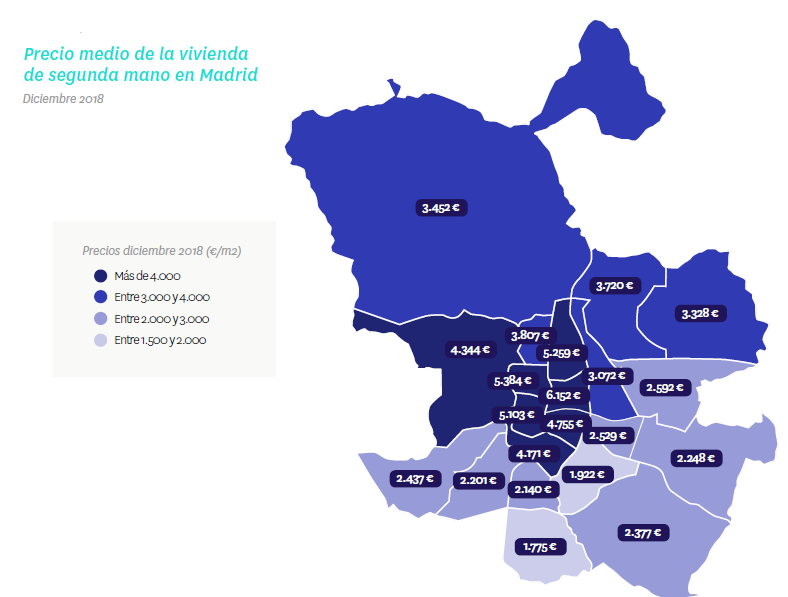 Precio medio de la vivienda
de segunda mano en Madrid
Diciembre 2018
Precios diciembre 2018 (€/m2)
Más de 4.000
Entre 3.000 y 4.000
Entre 2.000 y 3.000
Entre 1.500 y 2.000
3.452 €
3.720 €
3.328 €
3.807 €
4.344 €
5.259 €
5.384 €
3.072 €
2.592 €
6.152 €
5.103 €
4.755 €
2.529 €
4.171 €
2.248 €
1.922 €
2.437 €
2.201 €
2.140 €
2.377 €
1.775 €